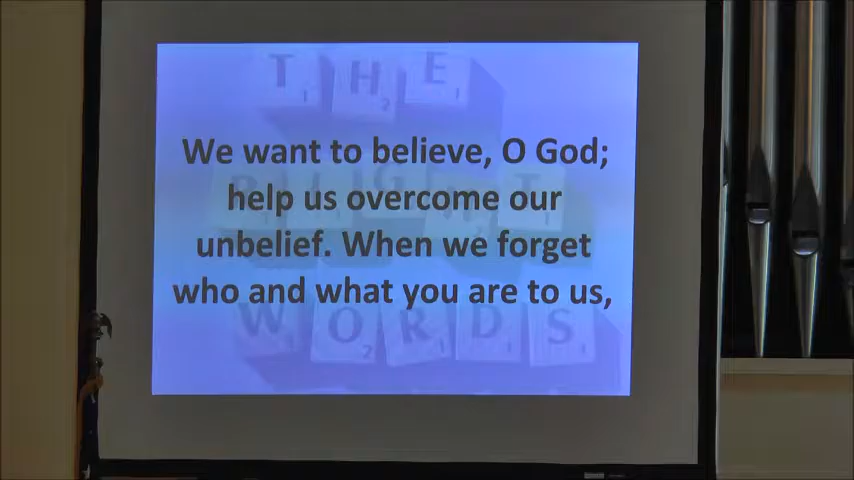 THE
We want to believe, O God;
RIGHT
help us overcome our
unbelief. When we forget
who and what you are to us,
WORDS